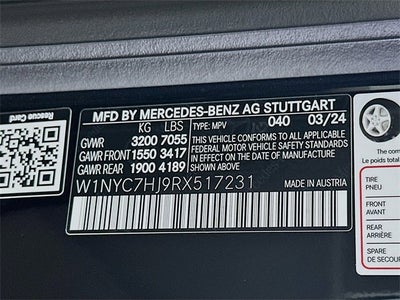 Rescue Card
MFD BY MERCEDES-BENZ AG STUTTGART
KG LBS TYPE: MPV 040 03/24
GVWR 3200 7055 THIS VEHICLE CONFORMS TO ALL
GAWR FRONT 1550 3417 APPLICABLE U.S. FEDERAL
GAWR REAR 1900 4189 MOTOR VEHICLE SAFETY STANDARDS IN
EFFECT ON THE DATE OF MANUFACTURE SHOWN ABOVE.
W1NYC7HJ9RX517231 MADE IN AUSTRIA
The com
Le poids total
TIRE
PNEU
FRONT
AVANT
REAR
ARRIÈRE
SPARE
DE SECOUR